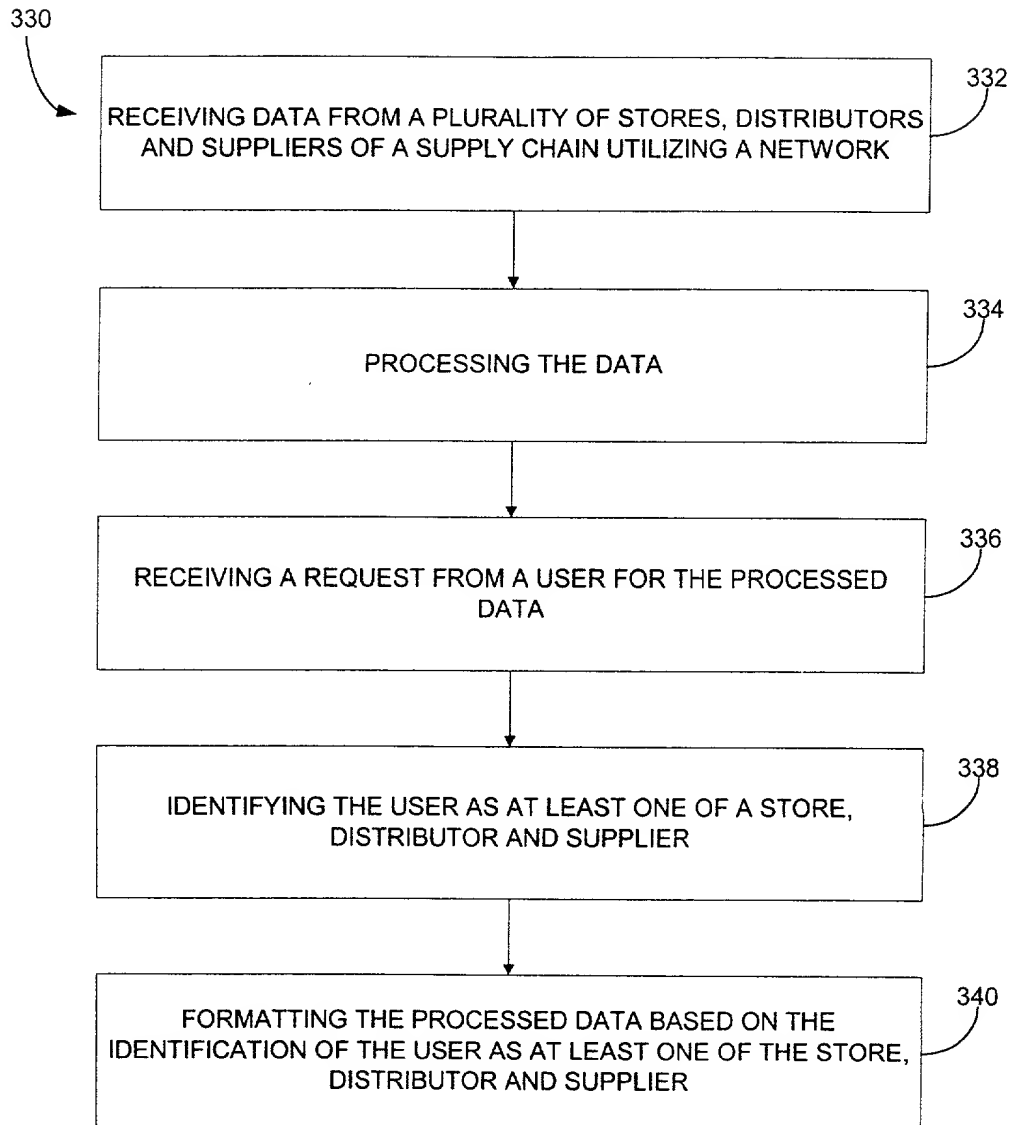 330
332
RECEIVING DATA FROM A PLURALITY OF STORES, DISTRIBUTORS
AND SUPPLIERS OF A SUPPLY CHAIN UTILIZING A NETWORK
334
PROCESSING THE DATA
336
RECEIVING A REQUEST FROM A USER FOR THE PROCESSED
DATA
338
IDENTIFYING THE USER AS AT LEAST ONE OF A STORE,
DISTRIBUTOR AND SUPPLIER
340
FORMATTING THE PROCESSED DATA BASED ON THE
IDENTIFICATION OF THE USER AS AT LEAST ONE OF THE STORE,
DISTRIBUTOR AND SUPPLIER